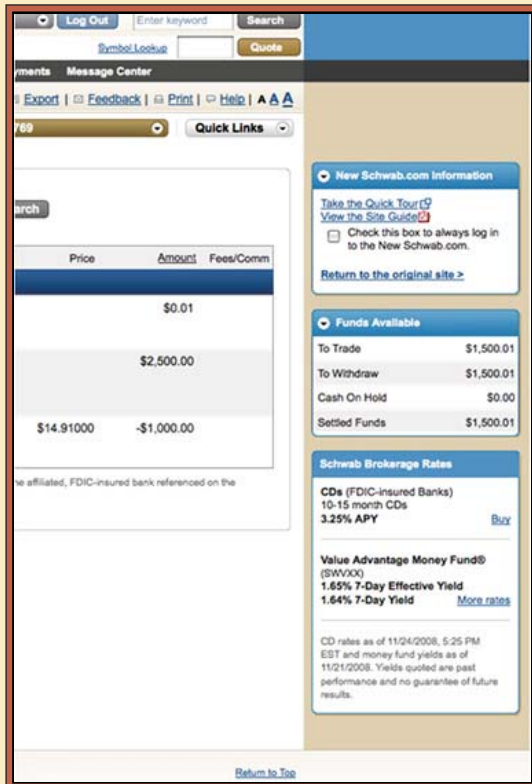 Log Out Enter keyword Search
Symbol Lookup Quote
yments Message Center
Export | Feedback | Print | Help | A A A
769 Quick Links
arch
Price Amount Fees/Comm
$0.01
$2,500.00
$14.91000 -$1,000.00
he affiliated, FDIC-insured bank referenced on the
New Schwab.com Information
Take the Quick Tour
View the Site Guide
Check this box to always log in
to the New Schwab.com.
Return to the original site >
Funds Available
To Trade $1,500.01
To Withdraw $1,500.01
Cash On Hold $0.00
Settled Funds $1,500.01
Schwab Brokerage Rates
CDs (FDIC-insured Banks)
10-15 month CDs
3.25% APY Buy
Value Advantage Money Fund®
(SWVXX)
1.65% 7-Day Effective Yield
1.64% 7-Day Yield More rates
CD rates as of 11/24/2008, 5:25 PM
EST and money fund yields as of
11/21/2008. Yields quoted are past
performance and no guarantee of future
results.
Return to Top